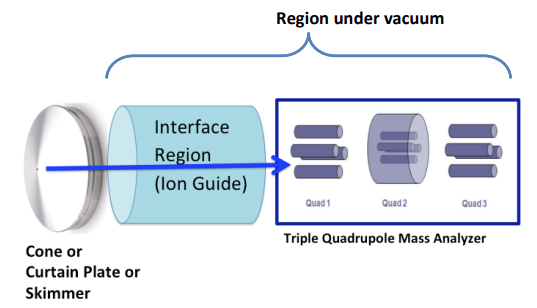 Region under vacuum
Interface
Region
(Ion Guide)
Quad 1
Quad 2
Quad 3
Triple Quadrupole Mass Analyzer
Cone or
Curtain Plate or
Skimmer